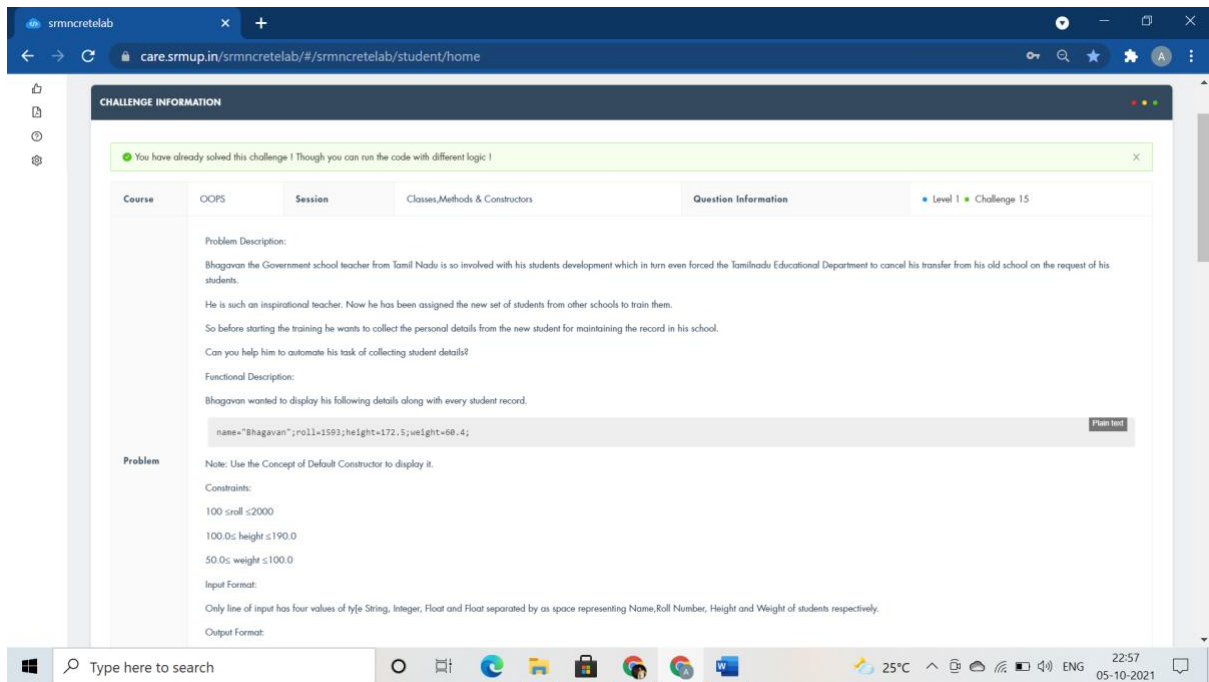 srmncretelab
care.srmup.in/srmncretelab/#/srmncretelab/student/home
A
CHALLENGE INFORMATION
You have already solved this challenge ! Though you can run the code with different logic !
Course OOPS Session Classes,Methods & Constructors Question Information Level 1 Challenge 15
Problem Description:
Bhagavan the Government school teacher from Tamil Nadu is so involved with his students development which in turn even forced the Tamilnadu Educational Department to cancel his transfer from his old school on the request of his
students.
He is such an inspirational teacher. Now he has been assigned the new set of students from other schools to train them.
So before starting the training he wants to collect the personal details from the new student for maintaining the record in his school.
Can you help him to automate his task of collecting student details?
Functional Description:
Bhagavan wanted to display his following details along with every student record.
Plain text
name="Bhagavan";roll=1593;height=172.5;weight=60.4;
Problem
Note: Use the Concept of Default Constructor to display it.
Constraints:
100 ≤roll ≤2000
100.0≤ height ≤190.0
50.0≤ weight ≤100.0
Input Format:
Only line of input has four values of ty[e String, Integer, Float and Float separated by as space representing Name,Roll Number, Height and Weight of students respectively.
Output Format:
Type here to search
W
25°C
ENG
22:57
05-10-2021